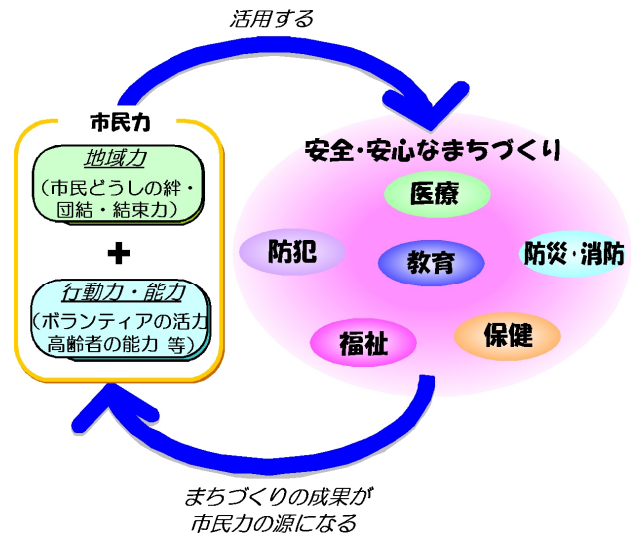 活用する
市民力
地域力
(市民どうしの絆・
団結・結束力)
+
行動力・能力
(ボランティアの活力
高齢者の能力 等)
安全・安心なまちづくり
医療
防犯
教育
防災・消防
福祉
保健
まちづくりの成果が
市民力の源になる